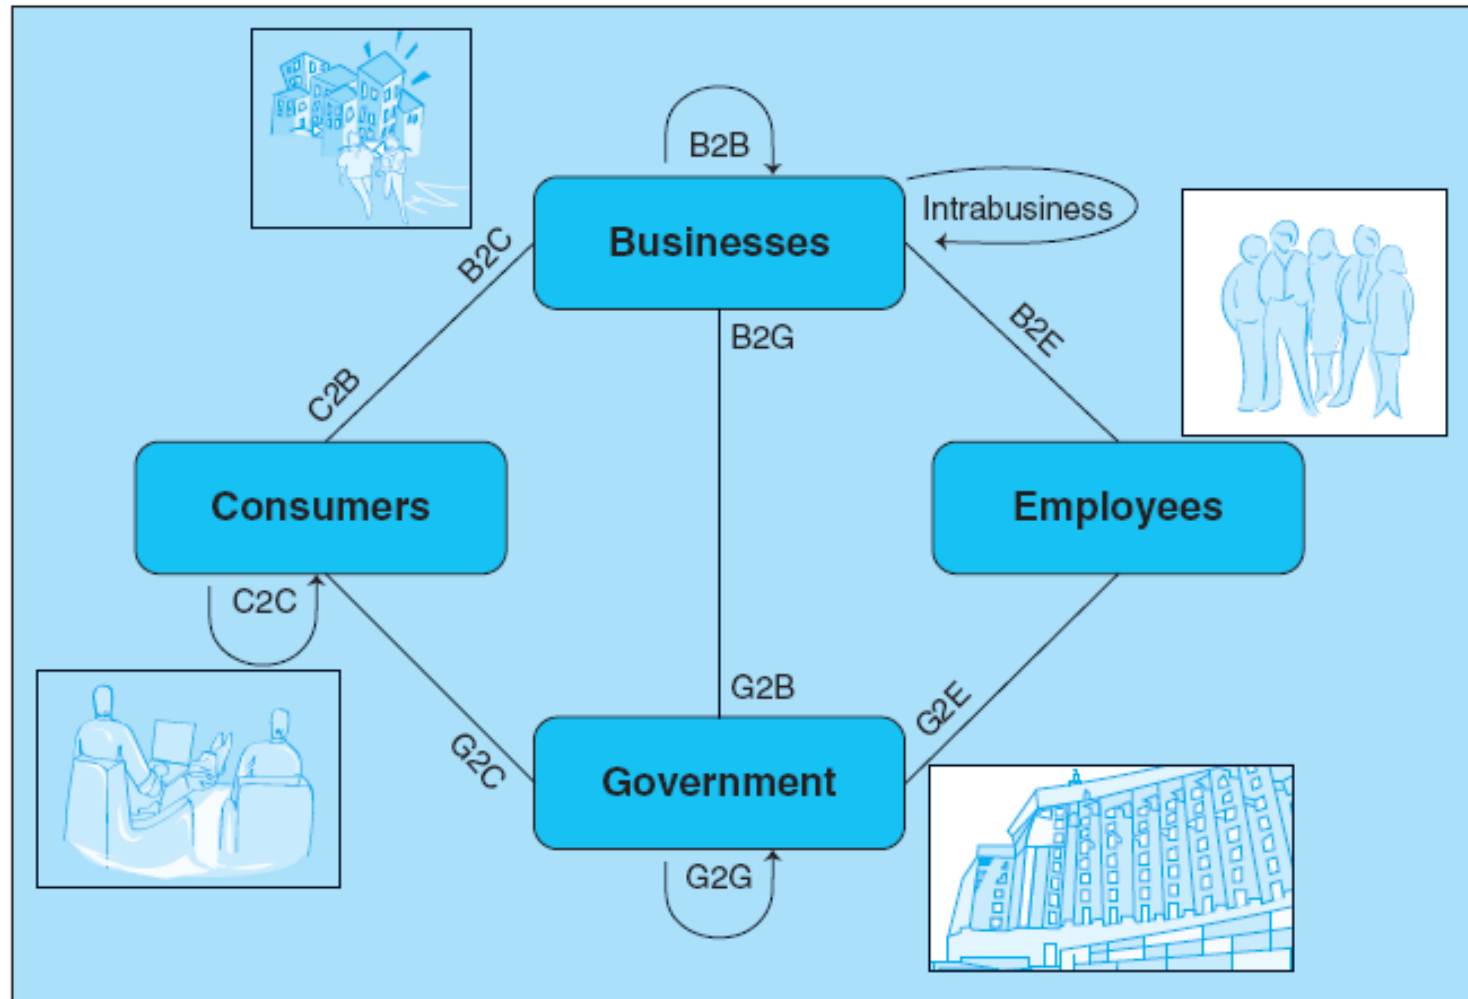 B2B
Businesses
Intrabusiness
B2C
B2G
B2E
C2B
Consumers
Employees
C2C
G2B
G2C
G2E
Government
G2G